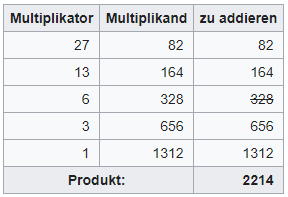 Multiplikator Multiplikand zu addieren
27 82 82
13 164 164
6 328 328
3 656 656
1 1312 1312
Produkt: 2214